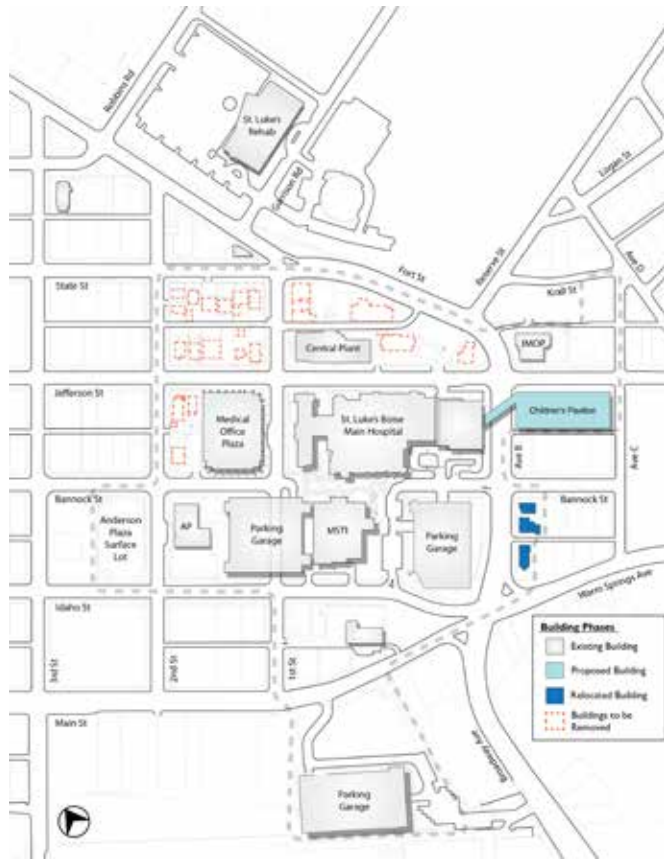 Robbins Rd
St. Luke's
Rehab
Garrison Rd
Logan St
Ave D
Fort St
Reserve St
State St
Krall St
Central Plant
IMOP
Jefferson St
Medical
Office
Plaza
St. Luke's Boise
Main Hospital
Children's Pavilion
Ave B
Ave C
Bannock St
Bannock St
Anderson
Plaza
Surface
Lot
AP
Parking
Garage
MSTI
Parking
Garage
Warm Springs Ave
Idaho St
3rd St
2nd St
1st St
Building Phases
Existing Building
Proposed Building
Relocated Building
Buildings to be
Removed
Main St
Broadway Ave
Parking
Garage